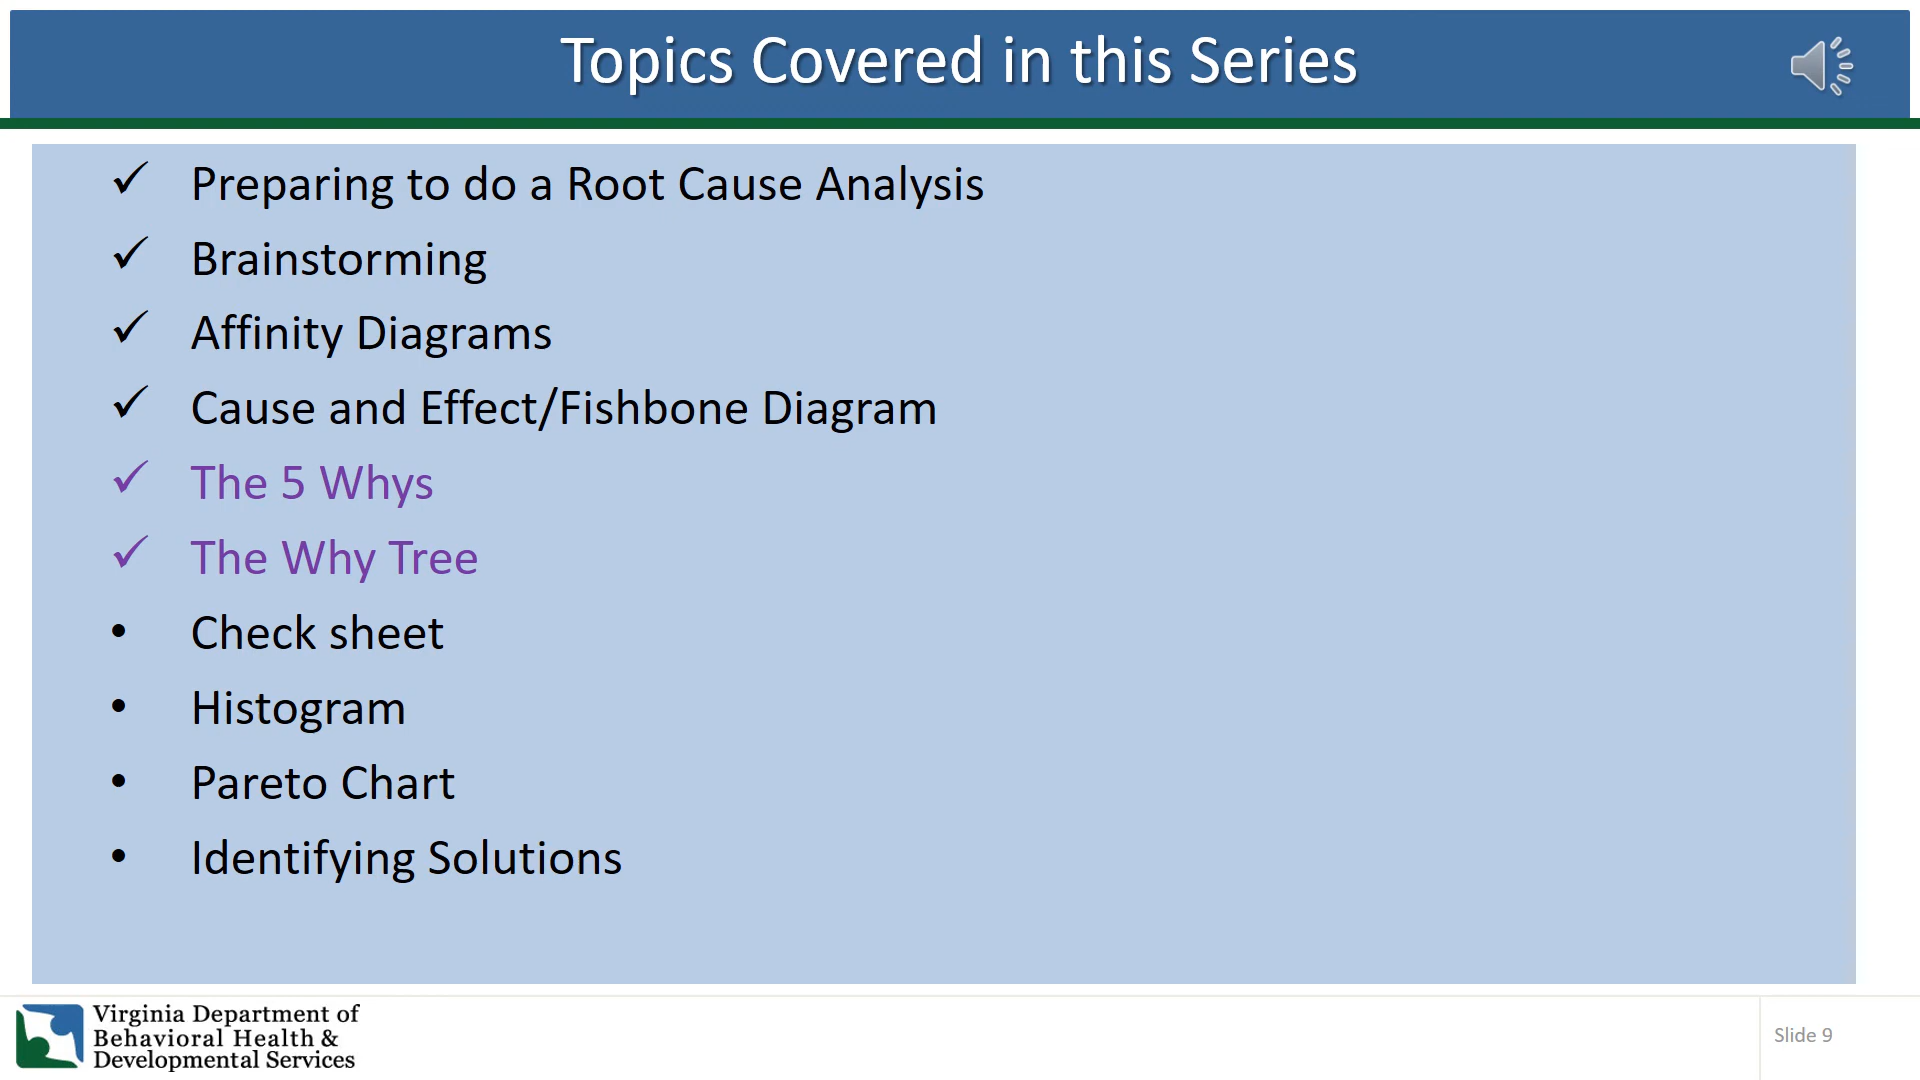 Topics Covered in this Series
✓ Preparing to do a Root Cause Analysis
✓ Brainstorming
✓ Affinity Diagrams
✓ Cause and Effect/Fishbone Diagram
✓ The 5 Whys
✓ The Why Tree
• Check sheet
• Histogram
• Pareto Chart
• Identifying Solutions
Virginia Department of
Behavioral Health &
Developmental Services
Slide 9